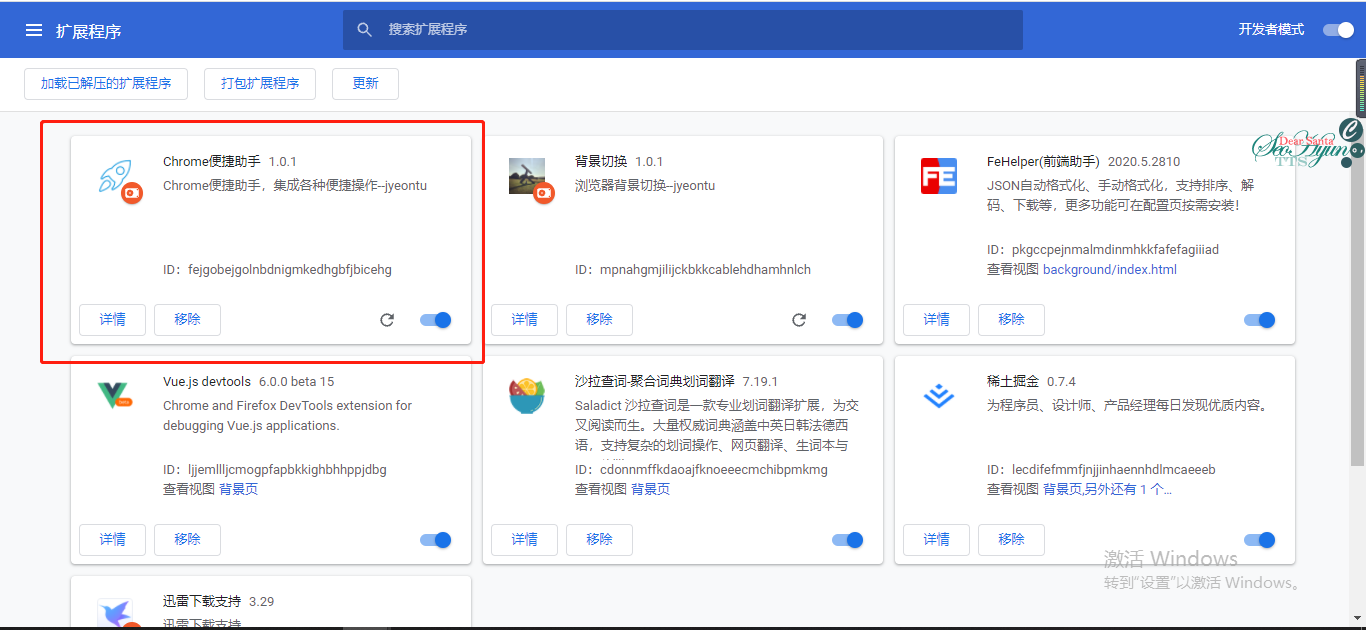 扩展程序
搜索扩展程序
开发者模式
加载已解压的扩展程序
打包扩展程序
更新
Chrome便捷助手 1.0.1
Chrome便捷助手，集成各种便捷操作--jyeontu
ID：fejgobejgolnbdnigmkedhgbfjbicehg
详情
移除
背景切换 1.0.1
浏览器背景切换--jyeontu
ID：mpnahgmjilijckbkkcablehdhamhnlch
详情
移除
FE
FeHelper(前端助手) 2020.5.2810
JSON自动格式化、手动格式化，支持排序、解
码、下载等，更多功能可在配置页按需安装！
ID：pkgccpejnmalmdinmhkkfafefagiiiad
查看视图 background/index.html
详情
移除
Dear Santa
SeoHyun
TTS
Vue.js devtools 6.0.0 beta 15
Chrome and Firefox DevTools extension for
debugging Vue.js applications.
ID：ljjemllljcmogpfapbkkighbhhppjdbg
查看视图 背景页
详情
移除
沙拉查词-聚合词典划词翻译 7.19.1
Saladict 沙拉查词是一款专业划词翻译扩展，为交
叉阅读而生。大量权威词典涵盖中英日韩法德西
语，支持复杂的划词操作、网页翻译、生词本与
ID：cdonnmffkdaoajfknoeeecmchibpmkmg
查看视图 背景页
详情
移除
稀土掘金 0.7.4
为程序员、设计师、产品经理每日发现优质内容。
ID：lecdifefmmfjnjjinhaennhdlmcaeeeb
查看视图 背景页,另外还有 1 个...
详情
移除
激活 Windows
转到"设置"以激活 Windows。
迅雷下载支持 3.29
迅雷下载支持